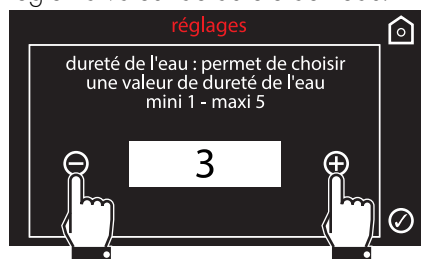 réglages
dureté de l'eau : permet de choisir
une valeur de dureté de l'eau
mini 1 - maxi 5
3